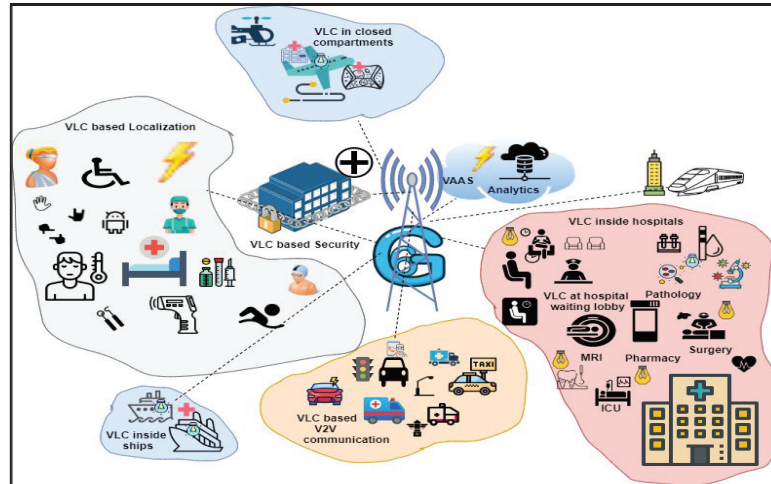 VLC in closed
compartments
VLC based Localization
VAAS
Analytics
VLC based Security
VLC inside hospitals
VLC at hospital
waiting lobby
Pathology
MRI
Pharmacy
Surgery
ICU
TAXI
VLC based
V2V
communication
VLC inside
ships
G